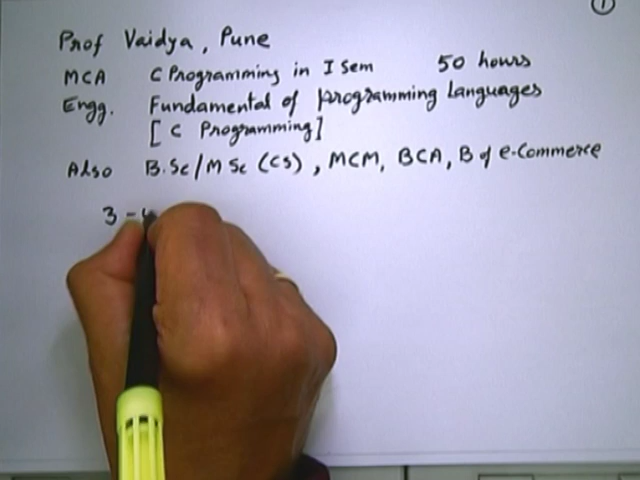 1
Prof Vaidya, Pune
MCA C Programming in I Sem 50 hours
Engg. Fundamental of programming Languages
[ C Programming ]
Also B.Sc/M Sc (CS), MCM, BCA, B of e-Commerce
3 -